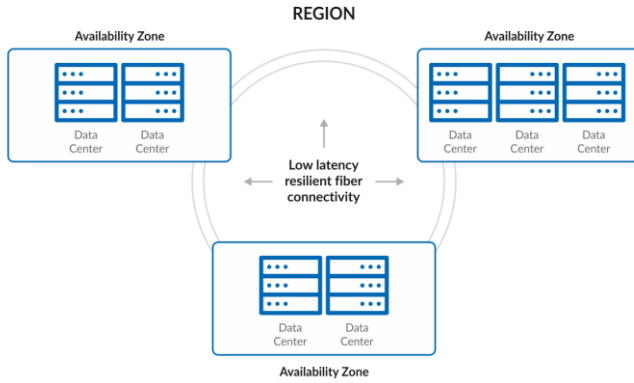 REGION
Availability Zone
Data
Center
Data
Center
Availability Zone
Data
Center
Data
Center
Data
Center
Low latency
resilient fiber
connectivity
Data
Center
Data
Center
Availability Zone